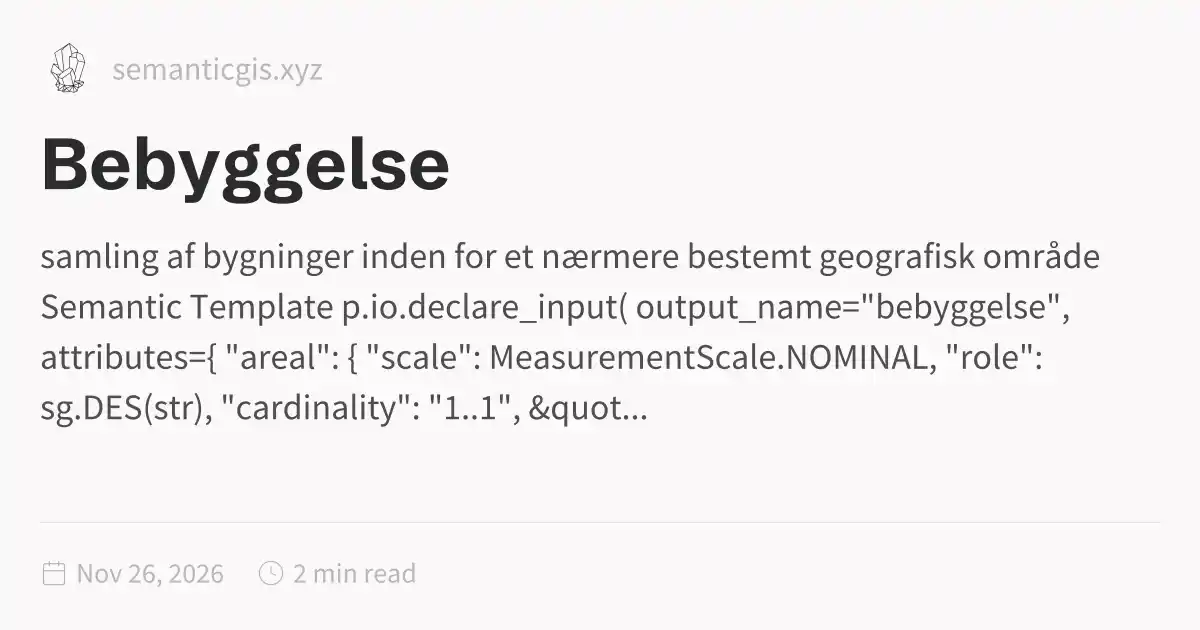 semanticgis.xyz
Bebyggelse
samling af bygninger inden for et nærmere bestemt geografisk område
Semantic Template p.io.declare_input( output_name="bebyggelse",
attributes={ "areal": { "scale": MeasurementScale.NOMINAL, "role":
sg.DES(str), "cardinality": "1..1", &quot...
Nov 26, 2026 2 min read